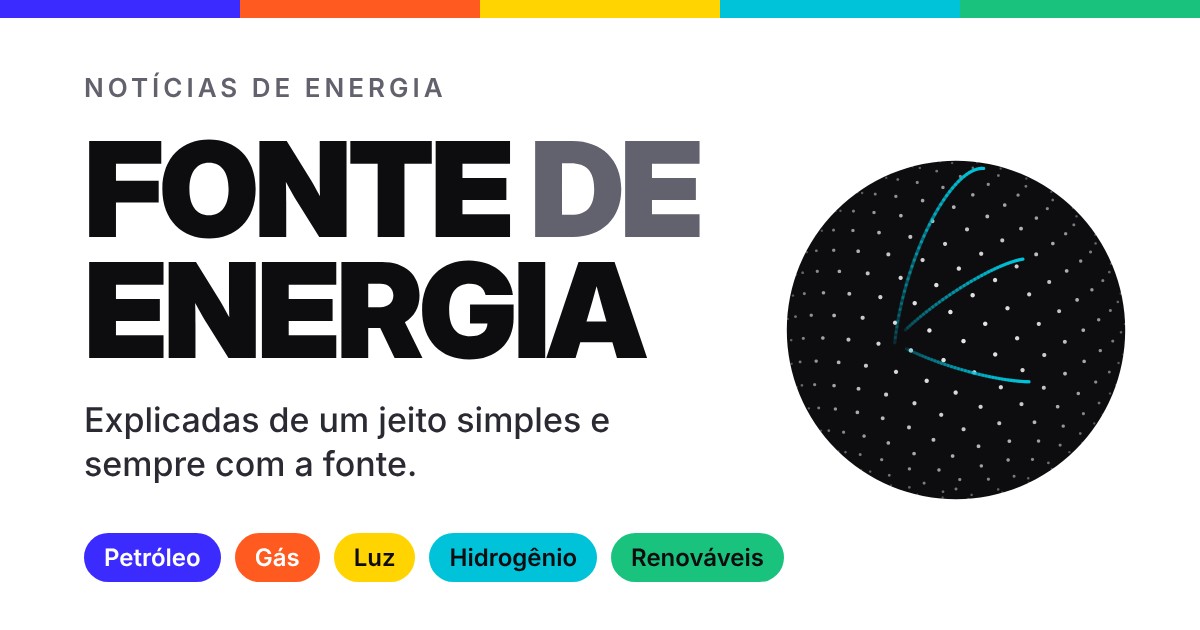 NOTÍCIAS DE ENERGIA
FONTE DE
ENERGIA
Explicadas de um jeito simples e
sempre com a fonte.
Petróleo Gás Luz Hidrogênio Renováveis